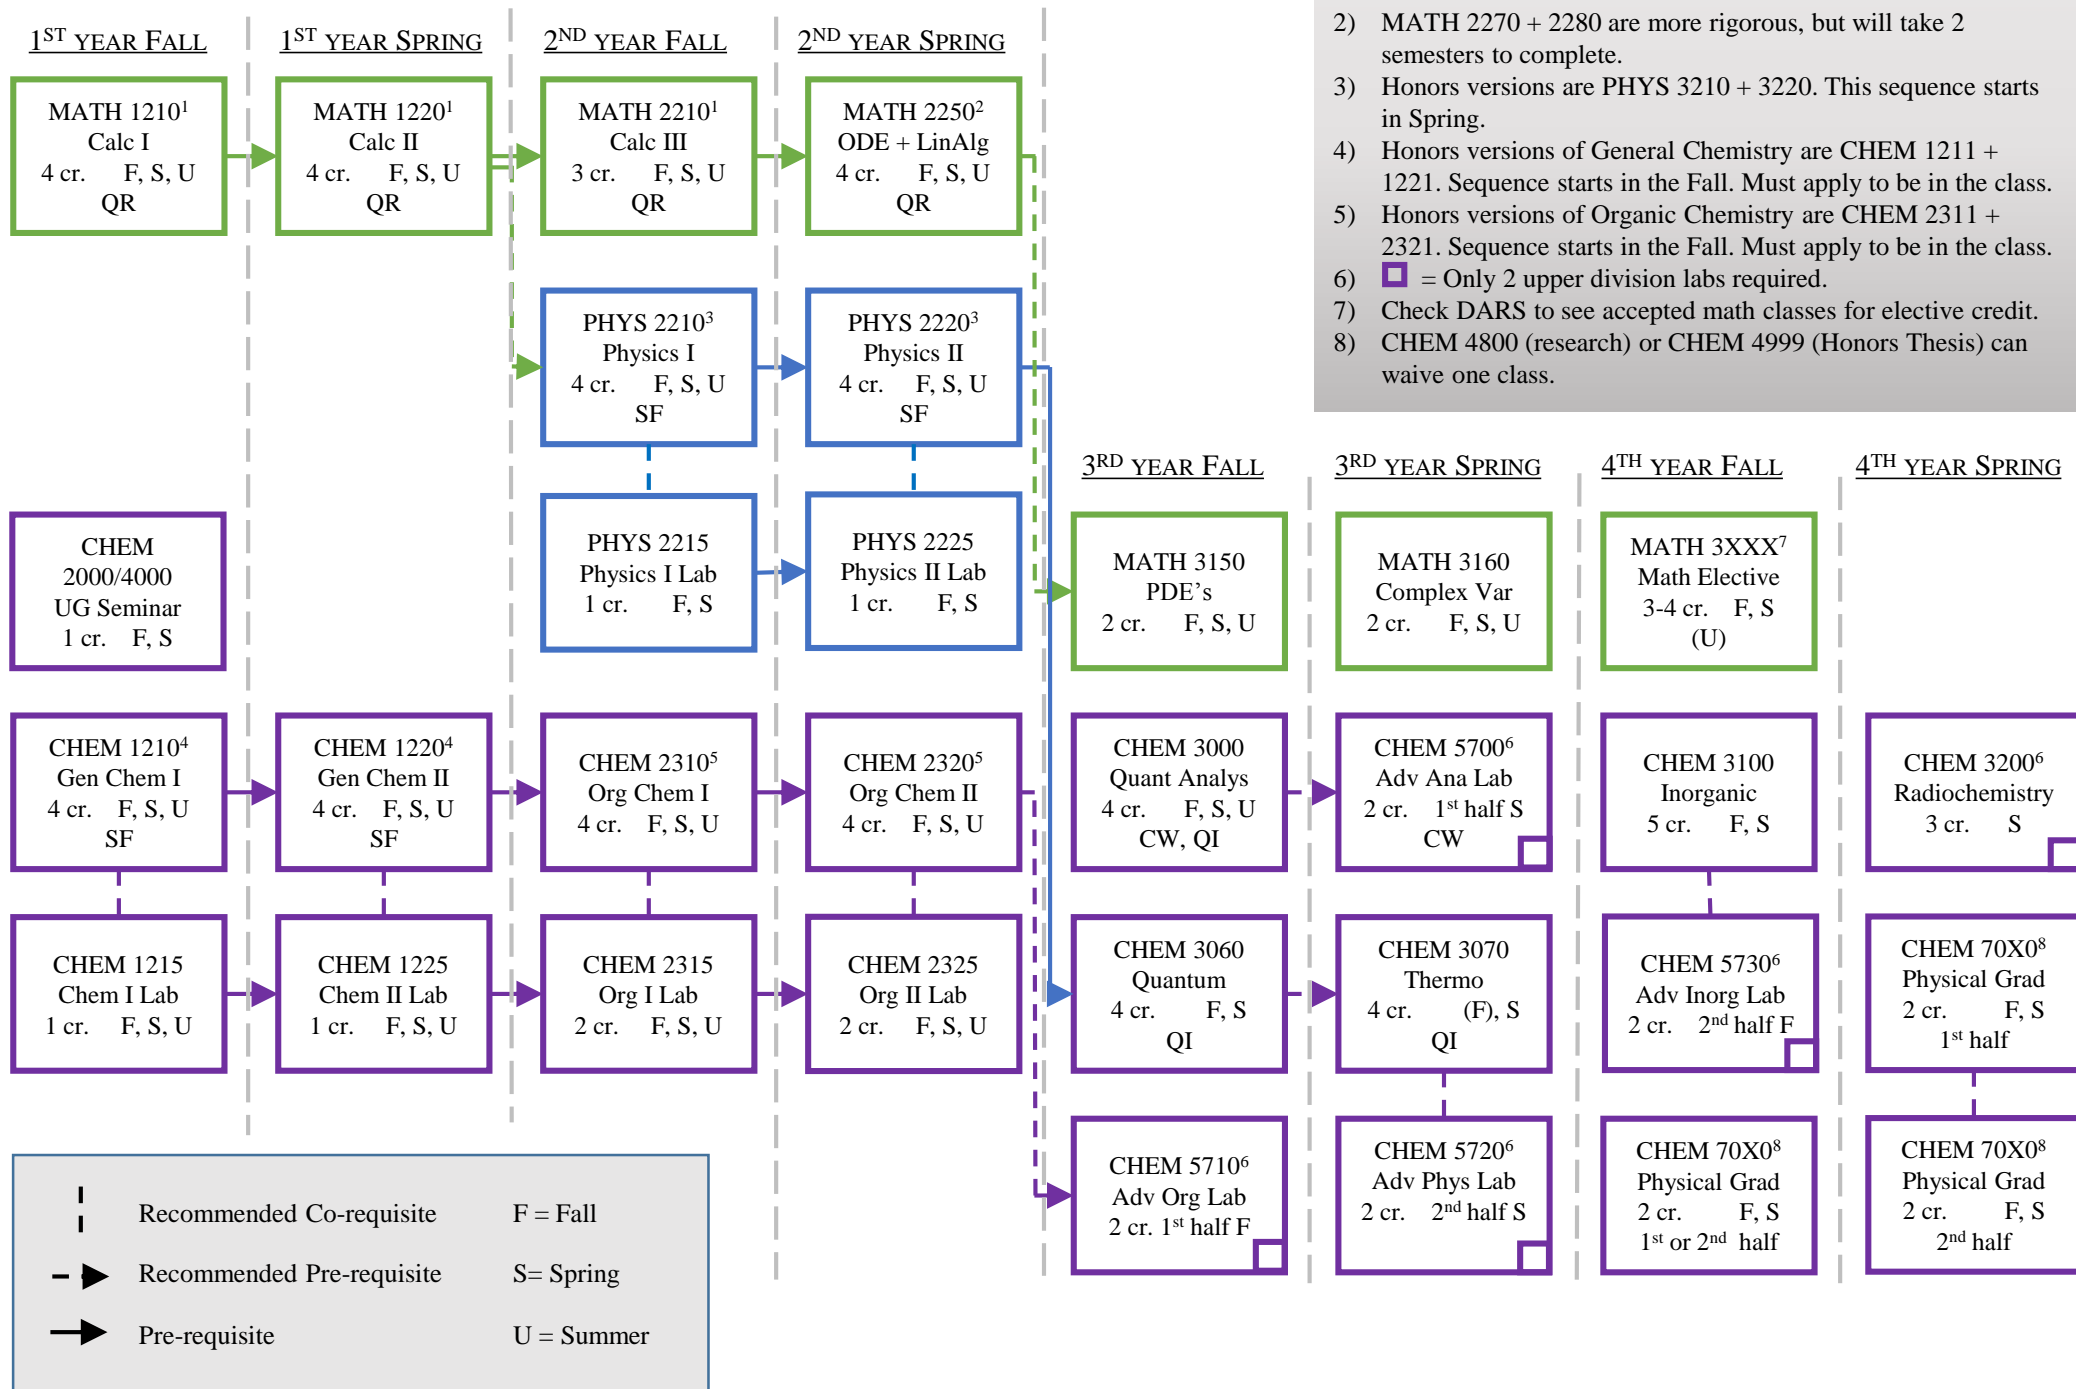 1ST YEAR FALL
1ST YEAR SPRING
2ND YEAR FALL
2ND YEAR SPRING
MATH 1210¹
Calc I
4 cr. F, S, U
QR
MATH 1220¹
Calc II
4 cr. F, S, U
QR
MATH 2210¹
Calc III
3 cr. F, S, U
QR
MATH 2250²
ODE + LinAlg
4 cr. F, S, U
QR
2) MATH 2270 + 2280 are more rigorous, but will take 2
semesters to complete.
3) Honors versions are PHYS 3210 + 3220. This sequence starts
in Spring.
4) Honors versions of General Chemistry are CHEM 1211 +
1221. Sequence starts in the Fall. Must apply to be in the class.
5) Honors versions of Organic Chemistry are CHEM 2311 +
2321. Sequence starts in the Fall. Must apply to be in the class.
6) = Only 2 upper division labs required.
7) Check DARS to see accepted math classes for elective credit.
8) CHEM 4800 (research) or CHEM 4999 (Honors Thesis) can
waive one class.
PHYS 2210³
Physics I
4 cr. F, S, U
SF
PHYS 2220³
Physics II
4 cr. F, S, U
SF
3RD YEAR FALL
3RD YEAR SPRING
4TH YEAR FALL
4TH YEAR SPRING
CHEM
2000/4000
UG Seminar
1 cr. F, S
PHYS 2215
Physics I Lab
1 cr. F, S
PHYS 2225
Physics II Lab
1 cr. F, S
MATH 3150
PDE’s
2 cr. F, S, U
MATH 3160
Complex Var
2 cr. F, S, U
MATH 3XXX⁷
Math Elective
3-4 cr. F, S
(U)
CHEM 1210⁴
Gen Chem I
4 cr. F, S, U
SF
CHEM 1220⁴
Gen Chem II
4 cr. F, S, U
SF
CHEM 2310⁵
Org Chem I
4 cr. F, S, U
CHEM 2320⁵
Org Chem II
4 cr. F, S, U
CHEM 3000
Quant Analys
4 cr. F, S, U
CW, QI
CHEM 5700⁶
Adv Ana Lab
2 cr. 1st half S
CW
CHEM 3100
Inorganic
5 cr. F, S
CHEM 3200⁶
Radiochemistry
3 cr. S
CHEM 1215
Chem I Lab
1 cr. F, S, U
CHEM 1225
Chem II Lab
1 cr. F, S, U
CHEM 2315
Org I Lab
2 cr. F, S, U
CHEM 2325
Org II Lab
2 cr. F, S, U
CHEM 3060
Quantum
4 cr. F, S
QI
CHEM 3070
Thermo
4 cr. (F), S
QI
CHEM 5730⁶
Adv Inorg Lab
2 cr. 2nd half F
CHEM 70X0⁸
Physical Grad
2 cr. F, S
1st half
CHEM 5710⁶
Adv Org Lab
2 cr. 1st half F
CHEM 5720⁶
Adv Phys Lab
2 cr. 2nd half S
CHEM 70X0⁸
Physical Grad
2 cr. F, S
1st or 2nd half
CHEM 70X0⁸
Physical Grad
2 cr. F, S
2nd half
Recommended Co-requisite F = Fall
Recommended Pre-requisite S= Spring
Pre-requisite U = Summer